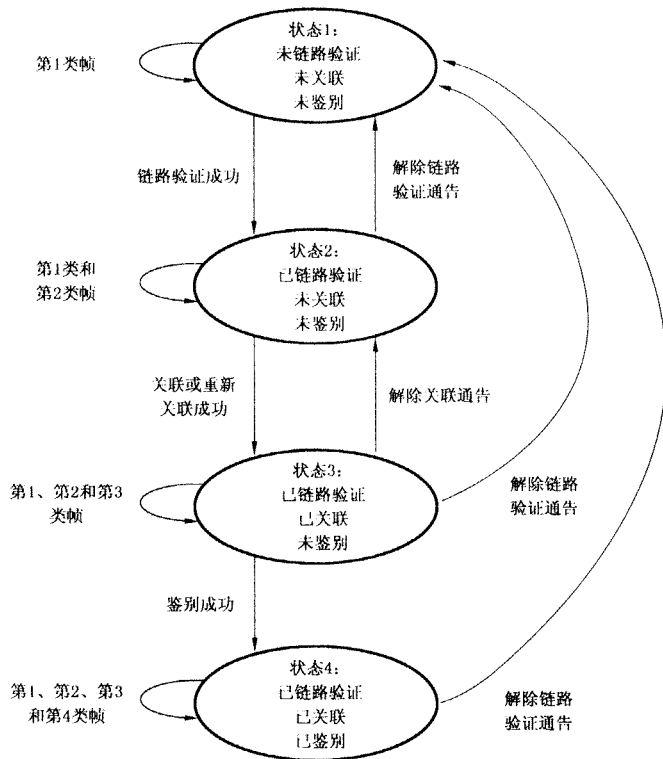 状态1:
未链路验证
未关联
未鉴别
第1类帧
链路验证成功
解除链路
验证通告
状态2:
已链路验证
未关联
未鉴别
第1类和
第2类帧
关联或重新
关联成功
解除关联通告
状态3:
已链路验证
已关联
未鉴别
第1、第2和第3
类帧
解除链路
验证通告
鉴别成功
状态4:
已链路验证
已关联
已鉴别
第1、第2、第3
和第4类帧
解除链路
验证通告